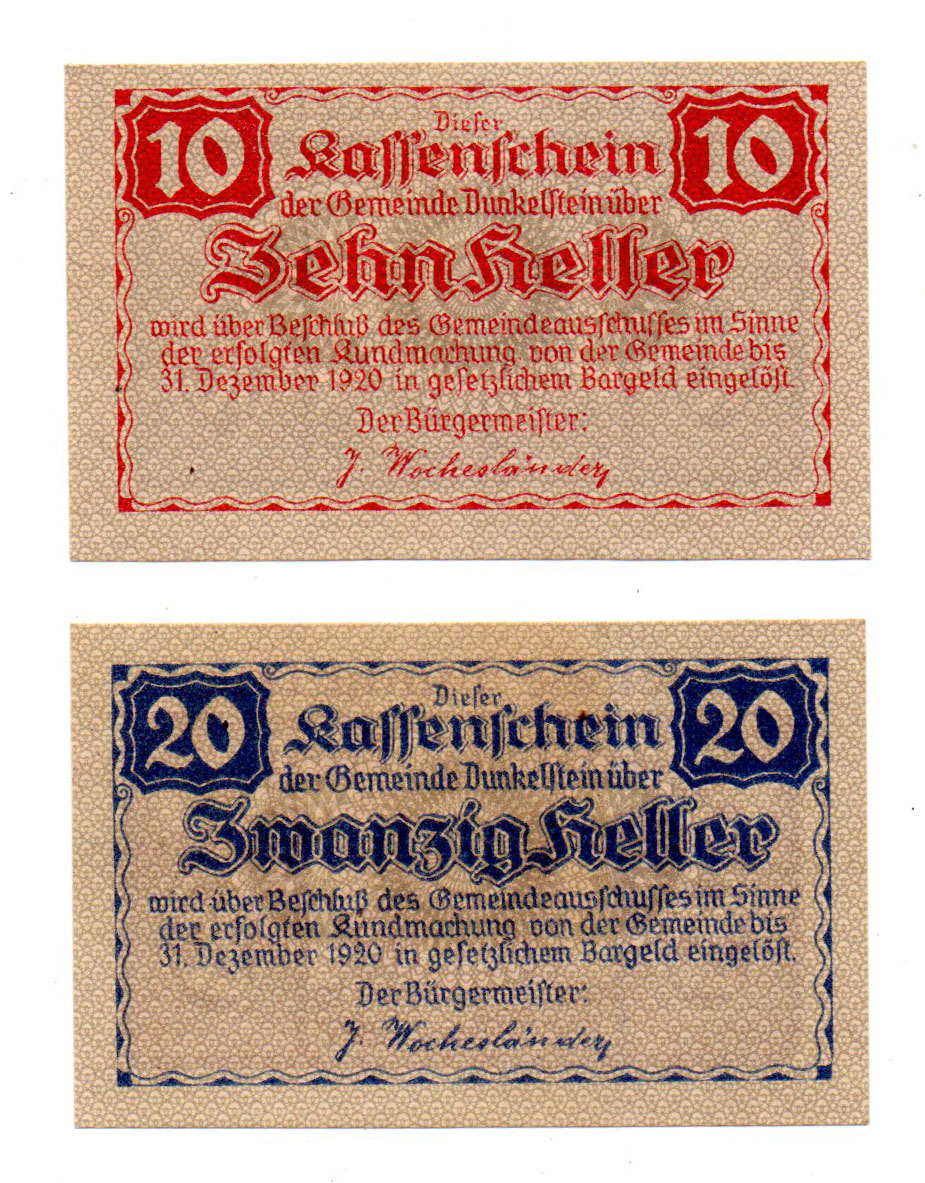 10 10
Dieser
Kassenschein
der Gemeinde Dunkelstein über
Zehn Heller
wird über Beschluß des Gemeindeausschusses im Sinne
der erfolgten Kundmachung von der Gemeinde bis
31. Dezember 1920 in gesetzlichem Bargeld eingelöst.
Der Bürgermeister:
J. Wochesländer
20 20
Dieser
Kassenschein
der Gemeinde Dunkelstein über
Zwanzig Heller
wird über Beschluß des Gemeindeausschusses im Sinne
der erfolgten Kundmachung von der Gemeinde bis
31. Dezember 1920 in gesetzlichem Bargeld eingelöst.
Der Bürgermeister:
J. Wochesländer